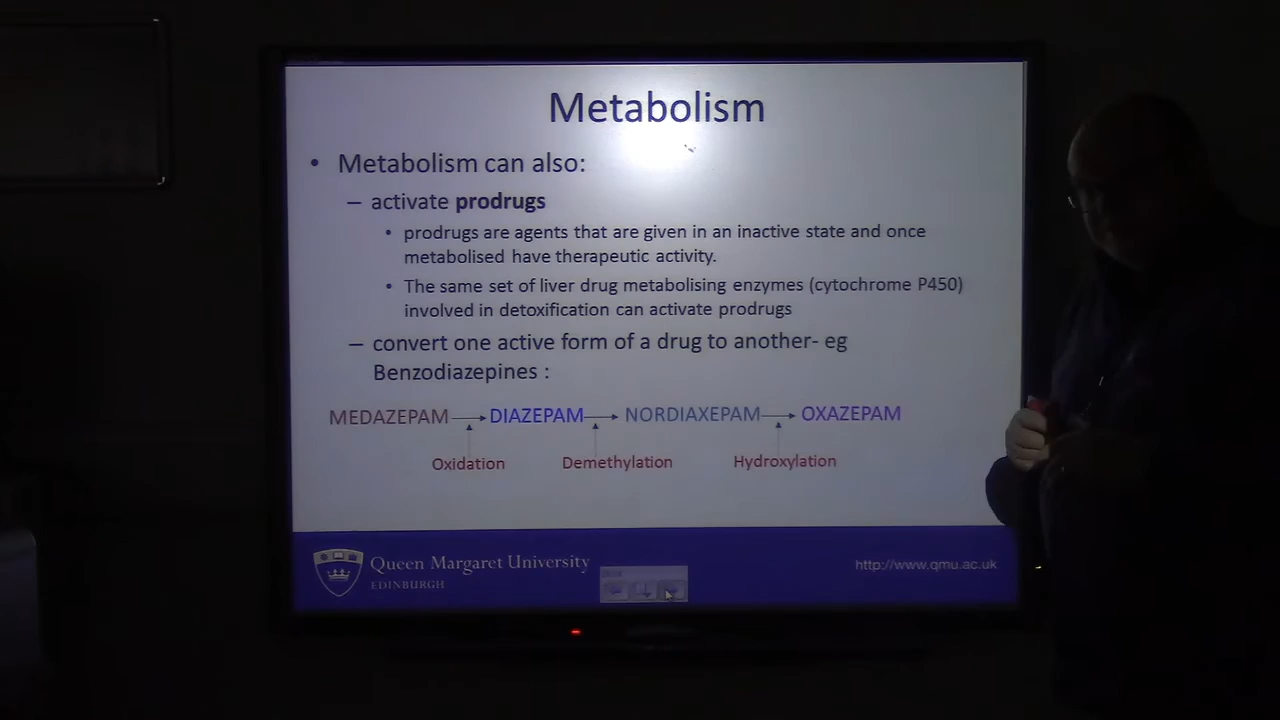 Metabolism
• Metabolism can also:
– activate prodrugs
• prodrugs are agents that are given in an inactive state and once
metabolised have therapeutic activity.
• The same set of liver drug metabolising enzymes (cytochrome P450)
involved in detoxification can activate prodrugs
– convert one active form of a drug to another- eg
Benzodiazepines :
MEDAZEPAM DIAZEPAM NORDIAXEPAM OXAZEPAM
Oxidation Demethylation Hydroxylation
Queen Margaret University
EDINBURGH
http://www.qmu.ac.uk